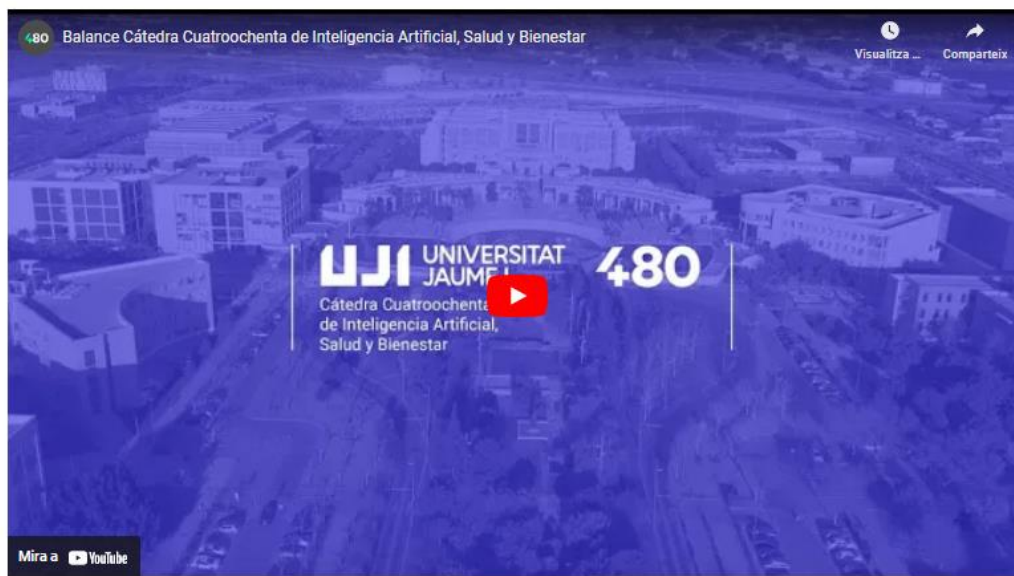 480 Balance Cátedra Cuatroochenta de Inteligencia Artificial, Salud y Bienestar
Visualitza ...
Comparteix
UJI UNIVERSITAT
JAUME I
480
Cátedra Cuatroochenta
de Inteligencia Artificial,
Salud y Bienestar
Mira a YouTube